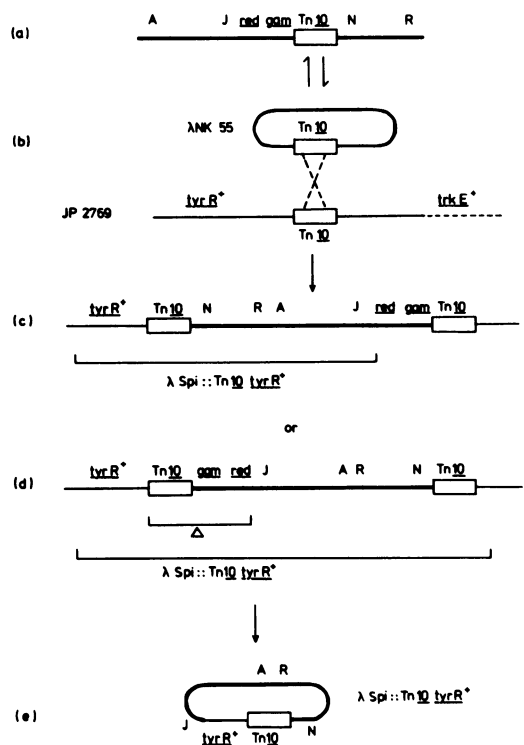 (a) A J red gam Tn10 N R
(b) λNK 55 Tn10
JP 2769 tyrR+ Tn10 trkE+
(c) tyrR+ Tn10 N R A J red gam Tn10
λ Spi::Tn10 tyrR+
or
(d) tyrR+ Tn10 gam red J A R N Tn10
Δ
λ Spi::Tn10 tyrR+
(e) A R λ Spi::Tn10 tyrR+
J tyrR+ Tn10 N